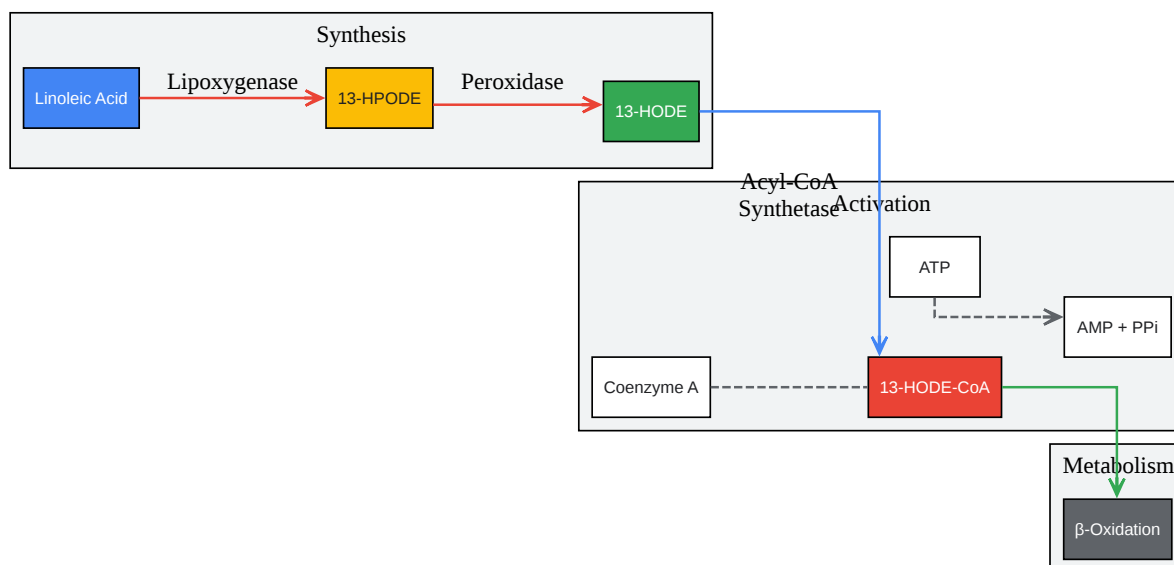 Synthesis
Linoleic Acid
Lipoxygenase
13-HPODE
Peroxidase
13-HODE
Acyl-CoA
Synthetase
Activation
ATP
AMP + PPi
Coenzyme A
13-HODE-CoA
Metabolism
β-Oxidation